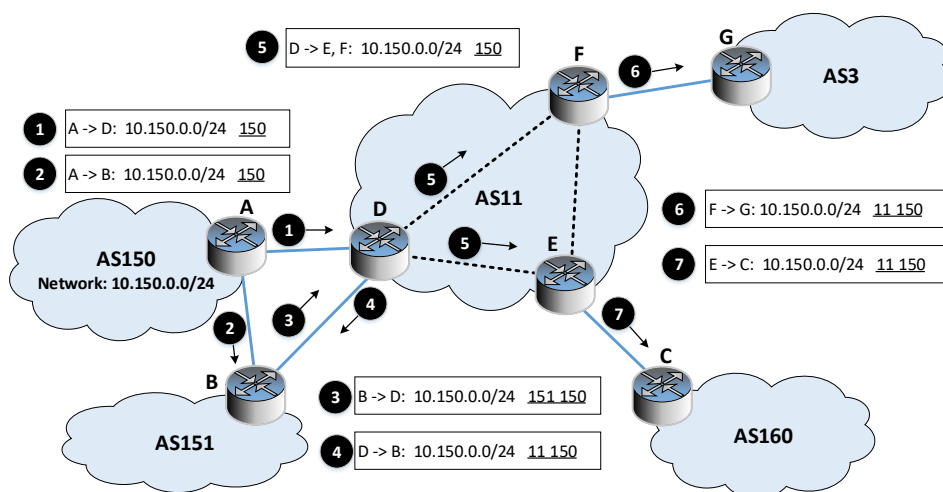 5 D -> E, F: 10.150.0.0/24 150
F
6
G
AS3
1 A -> D: 10.150.0.0/24 150
2 A -> B: 10.150.0.0/24 150
5
AS11
A
1
D
5
E
6 F -> G: 10.150.0.0/24 11 150
7 E -> C: 10.150.0.0/24 11 150
AS150
Network: 10.150.0.0/24
2
3
4
7
B
C
AS151
3 B -> D: 10.150.0.0/24 151 150
4 D -> B: 10.150.0.0/24 11 150
AS160